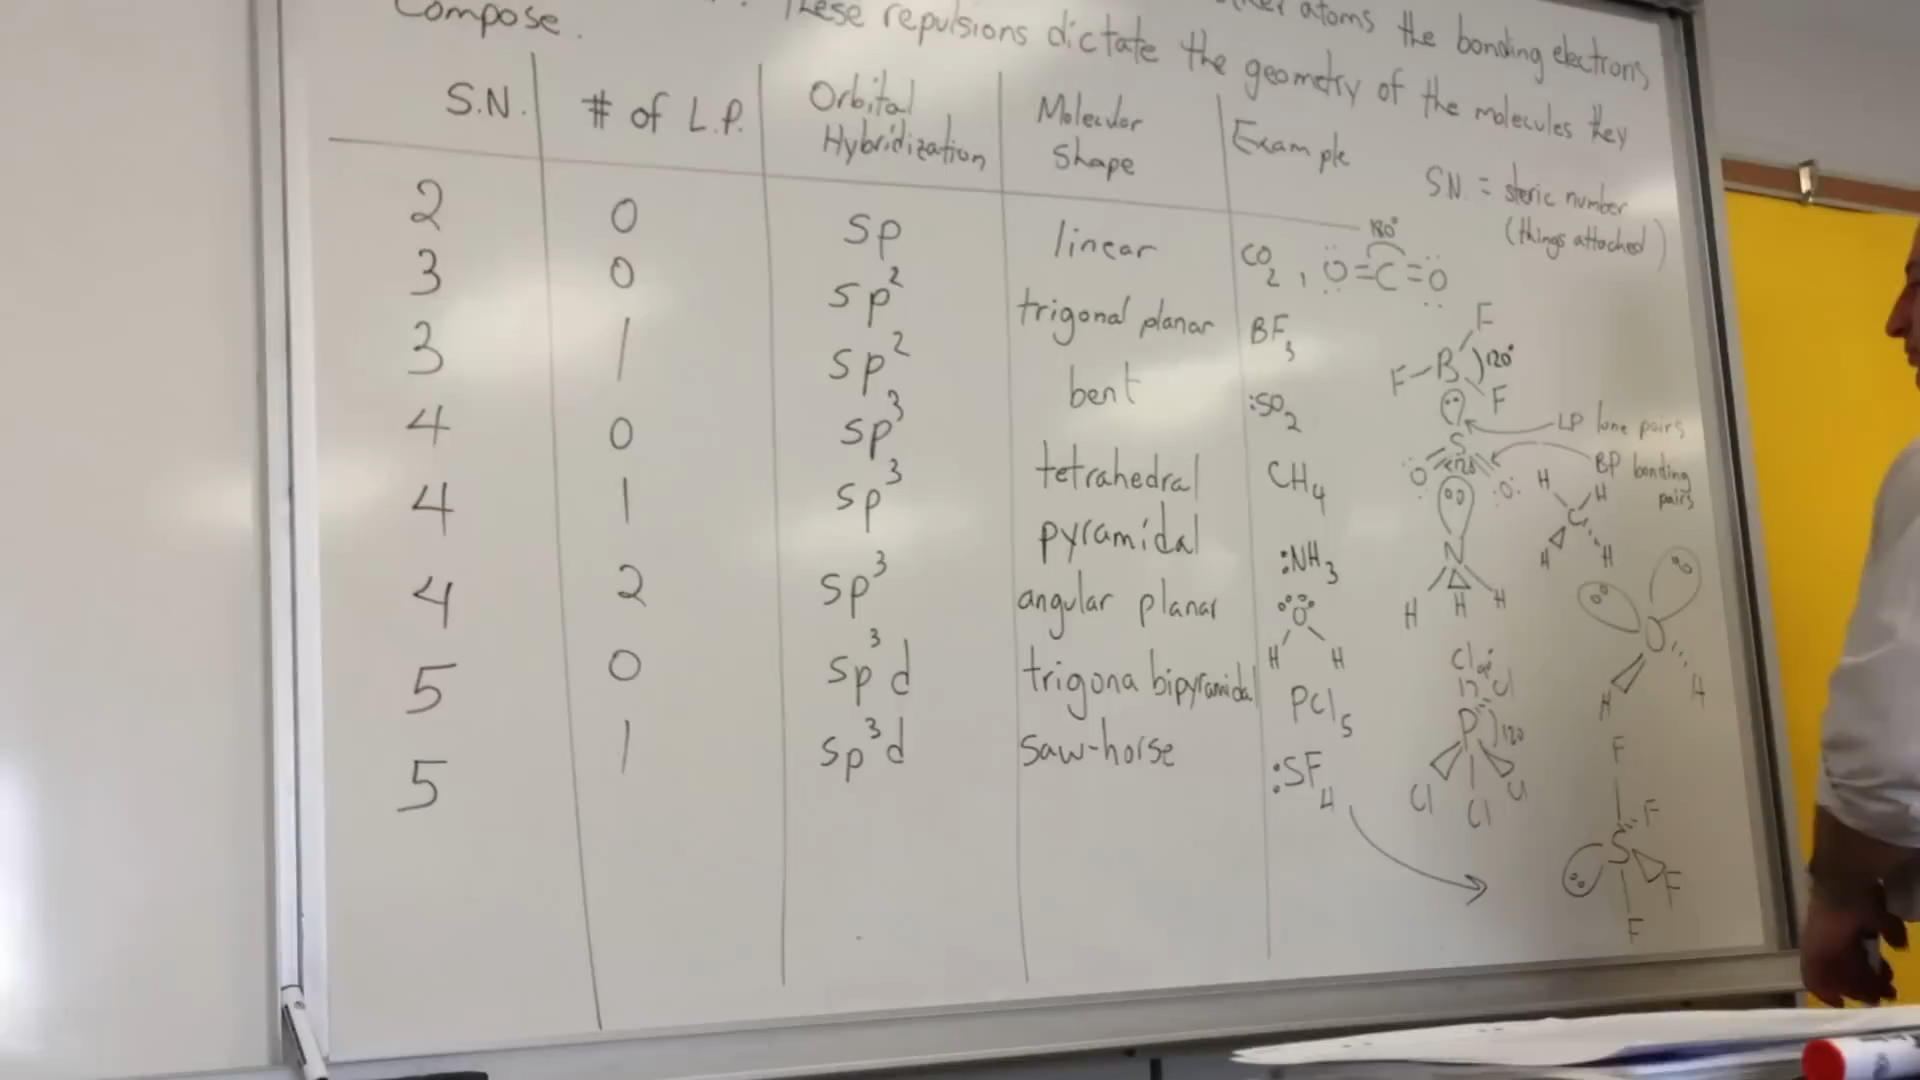 compose. These repulsions dictate the geometry of the molecules they
atoms the bonding electrons,
S.N. # of L.P. Orbital Hybridization Molecular Shape Example
SN. = steric number
(things attached)
2 0 sp linear CO2, O=C=O 180°
3 0 sp² trigonal planar BF3 F-B F F 120°
3 1 sp² bent :SO2 S O O
LP lone pairs
BP bonding pairs
4 0 sp³ tetrahedral CH4 H H C H H
4 1 sp³ pyramidal :NH3 N H H H
4 2 sp³ angular planar O H H O H H
5 0 sp³d trigona bipyramidal PCl5 Cl Cl P 120 Cl Cl Cl
5 1 sp³d saw-horse :SF4 F F S F F